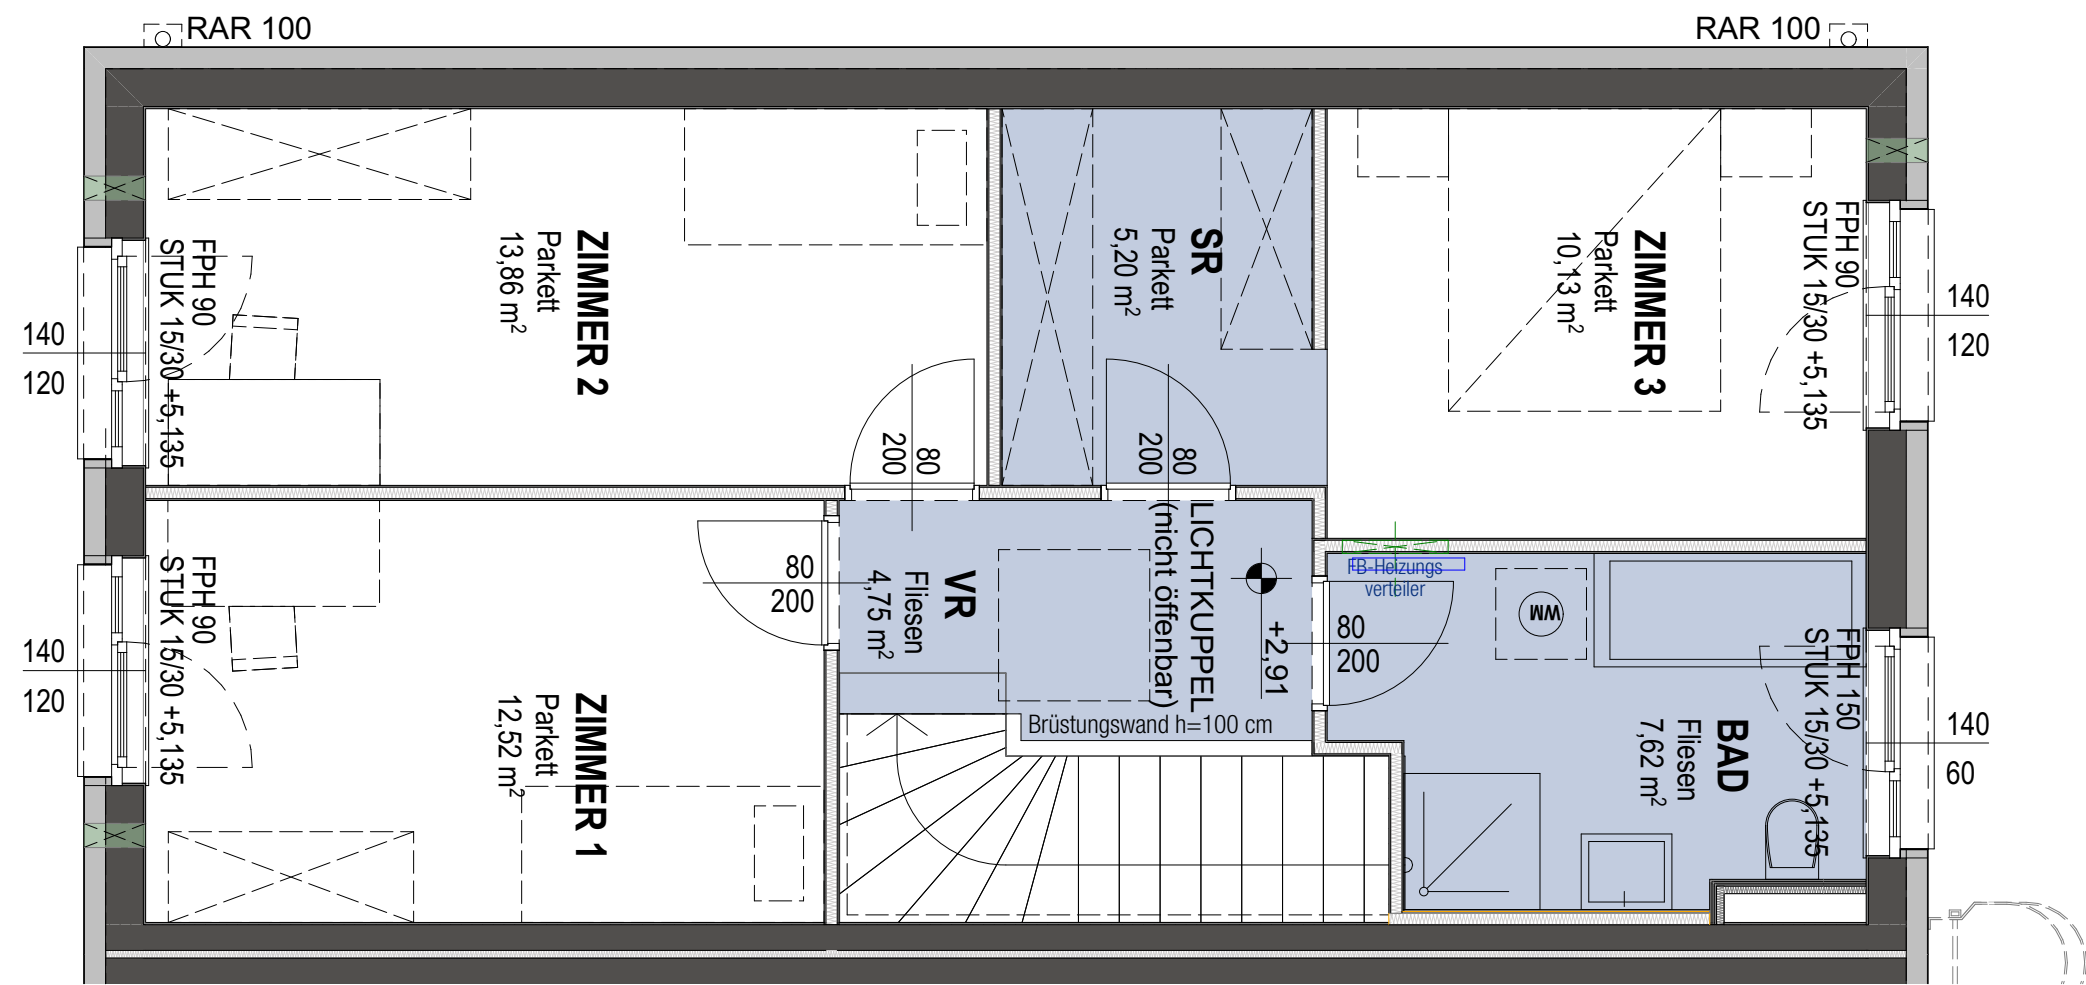 RAR 100
RAR 100
ZIMMER 2
Parkett
13,86 m²
SR
Parkett
5,20 m²
ZIMMER 3
Parkett
10,13 m²
FPH 90
STUK 15/30 +5,135
FPH 90
STUK 15/30 +5,135
140
120
140
120
80
200
80
200
LICHTKUPPEL
(nicht öffenbar)
+2,91
VR
Fliesen
4,75 m²
80
200
FB-Heizungs
verteiler
WM
80
200
FPH 90
STUK 15/30 +5,135
140
120
ZIMMER 1
Parkett
12,52 m²
Brüstungswand h=100 cm
BAD
Fliesen
7,62 m²
FPH 150
STUK 15/30 +5,135
140
60